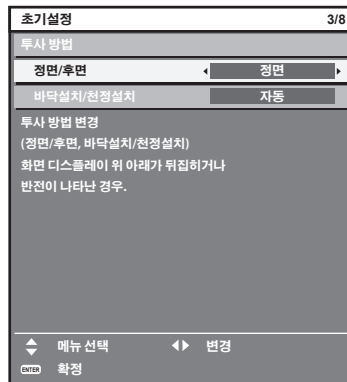 초기설정 3/8
투사 방법
정면/후면 정면
바닥설치/천정설치 자동
투사 방법 변경
(정면/후면, 바닥설치/천정설치)
화면 디스플레이 위 아래가 뒤집히거나
반전이 나타난 경우.
메뉴 선택 변경
ENTER 확정